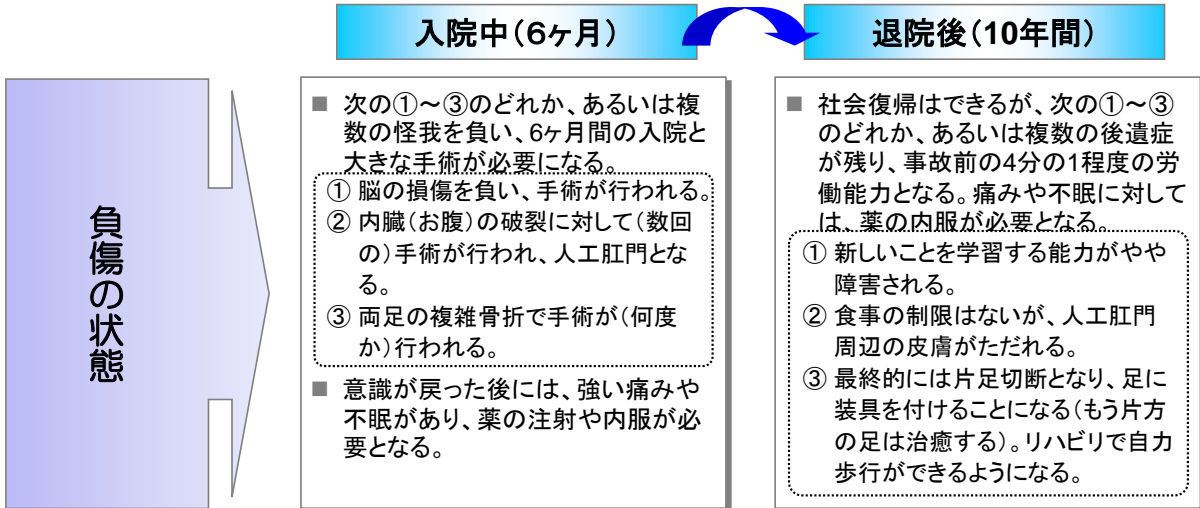 入院中(6ヶ月)
退院後(10年間)
負傷の状態
■ 次の①～③のどれか、あるいは複
数の怪我を負い、6ヶ月間の入院と
大きな手術が必要になる。
① 脳の損傷を負い、手術が行われる。
② 内臓(お腹)の破裂に対して(数回
の)手術が行われ、人工肛門とな
る。
③ 両足の複雑骨折で手術が(何度
か)行われる。
■ 意識が戻った後には、強い痛みや
不眠があり、薬の注射や内服が必
要となる。
■ 社会復帰はできるが、次の①～③
のどれか、あるいは複数の後遺症
が残り、事故前の4分の1程度の労
働能力となる。痛みや不眠に対して
は、薬の内服が必要となる。
① 新しいことを学習する能力がやや
障害される。
② 食事の制限はないが、人工肛門
周辺の皮膚がただれる。
③ 最終的には片足切断となり、足に
装具を付けることになる(もう片方
の足は治癒する)。リハビリで自力
歩行ができるようになる。